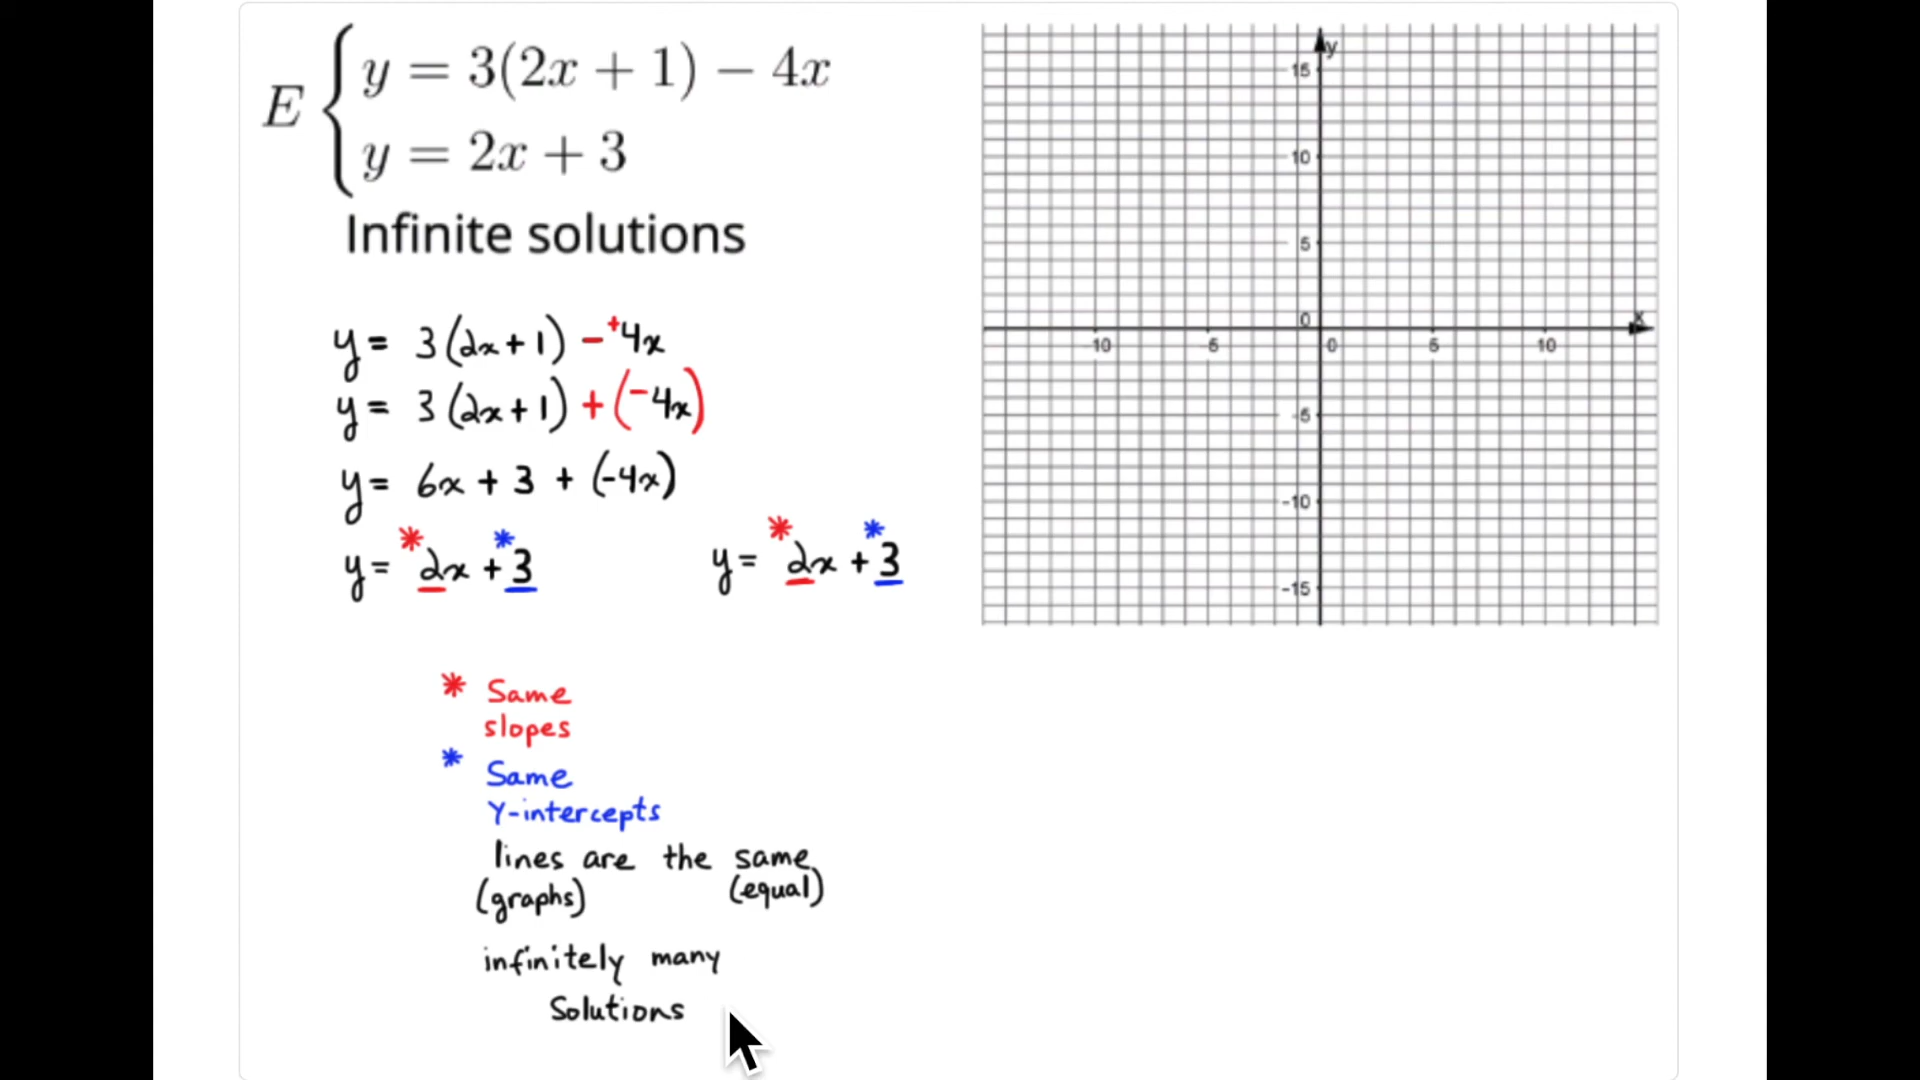 E { y = 3(2x + 1) − 4x
y = 2x + 3
Infinite solutions
y = 3(2x+1) − +4x
y = 3(2x+1) + (-4x)
y = 6x + 3 + (-4x)
* *
y = 2x + 3
* *
y = 2x + 3
* Same
slopes
* Same
Y-intercepts
lines are the same
(graphs) (equal)
infinitely many
Solutions
y
15
10
5
0
x
-10 -5 0 5 10
-5
-10
-15